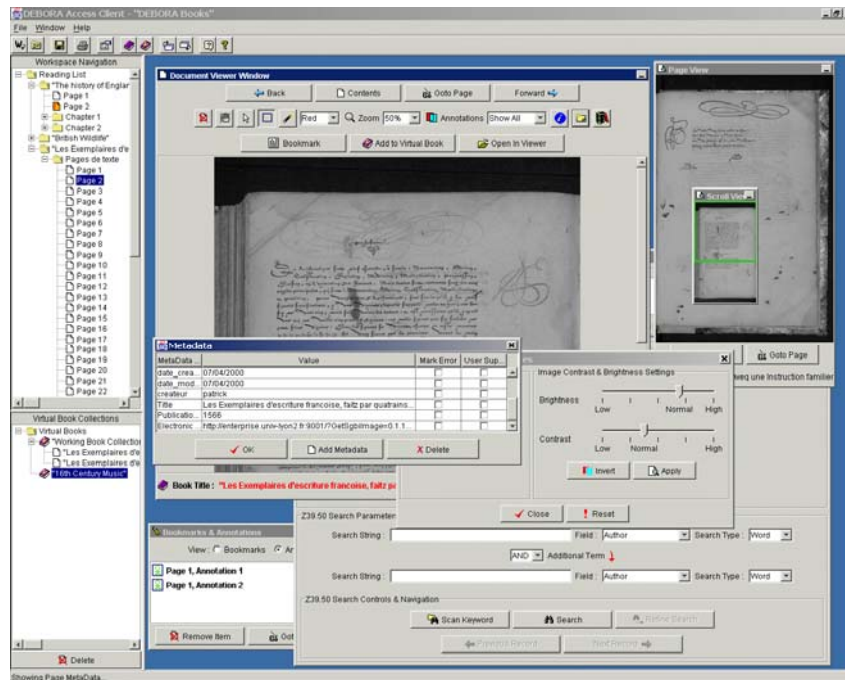 DEBORA Access Client - "DEBORA Books"
File Window Help
Workspace Navigation
Reading List
"The history of Englar
Page 1
Page 2
Chapter 1
Chapter 2
"British Wildlife"
"Les Exemplaires d'e
Pages de texte
Page 1
Page 2
Page 3
Page 4
Page 5
Page 6
Page 7
Page 8
Page 9
Page 10
Page 11
Page 12
Page 13
Page 14
Page 15
Page 16
Page 17
Page 18
Page 19
Page 20
Page 21
Page 22
Virtual Book Collections
Virtual Books
"Working Book Collection
"Les Exemplaires d'e
"Les Exemplaires d'e
"16th Century Music"
Delete
Showing Page MetaData...
Document Viewer Window
Back Contents Goto Page Forward
Red Zoom 50% Annotations Show All
Bookmark Add to Virtual Book Open In Viewer
Book Title : "Les Exemplaires d'escriture francoise, faitz pa
Page View
Scroll View
Goto Page
weq une Instruction familier
Metadata
MetaData ... Value Mark Error User Sup...
date_crea... 07/04/2000
date_mod... 07/04/2000
createur patrick
Title Les Exemplaires d'escriture francoise, faitz par quatrains...
Publicatio... 1566
Electronic... http://enterprise.univ-lyon2.fr:9001/?GetSgbiImage=0.1.1...
OK Add Metadata Delete
Image Contrast & Brightness Settings
Brightness
Low Normal High
Contrast
Low Normal High
Invert Apply
Close Reset
Bookmarks & Annotations
View: Bookmarks Ar
Page 1, Annotation 1
Page 1, Annotation 2
Remove Item Got
Z39.50 Search Parameter
Search String : Field : Author Search Type : Word
AND Additional Term
Search String : Field : Author Search Type : Word
Z39.50 Search Controls & Navigation
Scan Keyword Search Refine Search
Previous Record Next Record